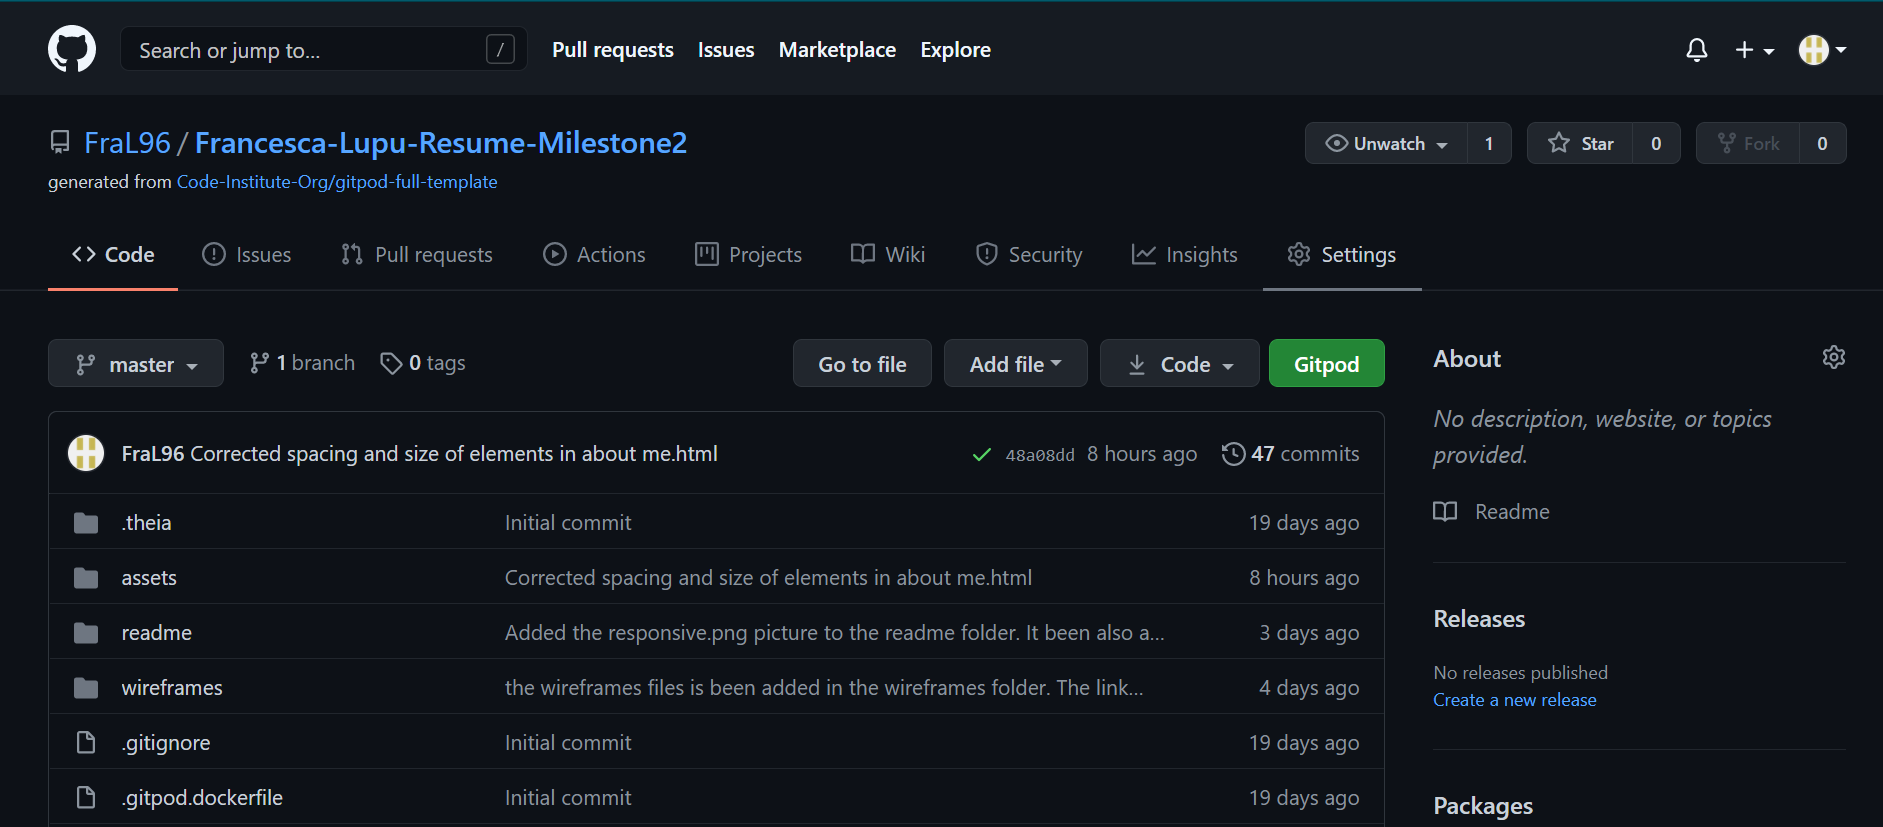 Search or jump to... /
Pull requests Issues Marketplace Explore
FraL96 / Francesca-Lupu-Resume-Milestone2
Unwatch 1 Star 0 Fork 0
generated from Code-Institute-Org/gitpod-full-template
Code Issues Pull requests Actions Projects Wiki Security Insights Settings
master 1 branch 0 tags Go to file Add file Code Gitpod
FraL96 Corrected spacing and size of elements in about me.html 48a08dd 8 hours ago 47 commits
.theia Initial commit 19 days ago
assets Corrected spacing and size of elements in about me.html 8 hours ago
readme Added the responsive.png picture to the readme folder. It been also a... 3 days ago
wireframes the wireframes files is been added in the wireframes folder. The link... 4 days ago
.gitignore Initial commit 19 days ago
.gitpod.dockerfile Initial commit 19 days ago
About
No description, website, or topics
provided.
Readme
Releases
No releases published
Create a new release
Packages